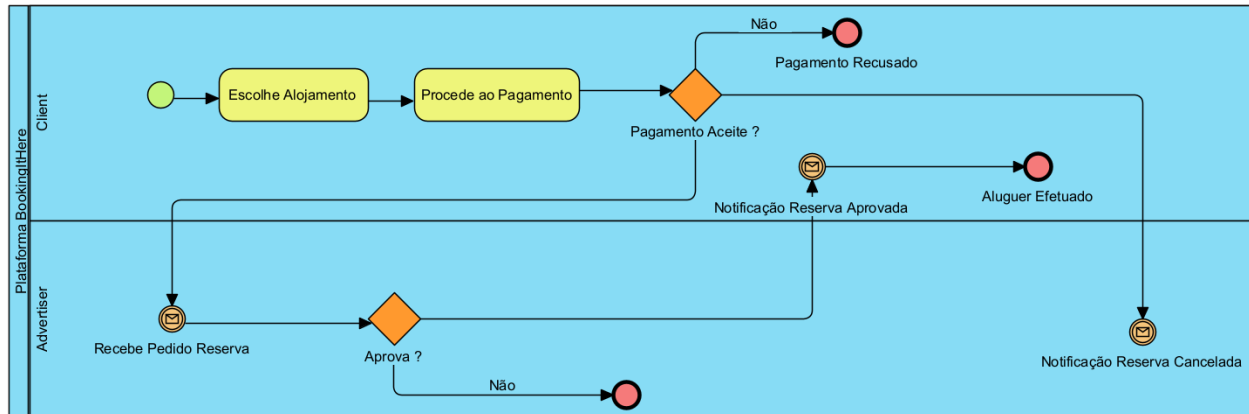 Plataforma BookingItHere
Client
Não
Pagamento Recusado
Escolhe Alojamento
Procede ao Pagamento
Pagamento Aceite ?
Notificação Reserva Aprovada
Aluguer Efetuado
Advertiser
Recebe Pedido Reserva
Aprova ?
Notificação Reserva Cancelada
Não